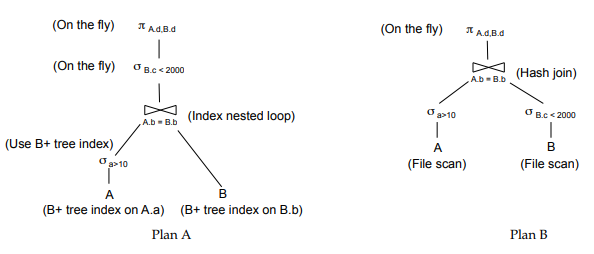 (On the fly) π A.d,B.d
(On the fly) σ B.c < 2000
A.b = B.b (Index nested loop)
(Use B+ tree index)
σ a>10
A B
(B+ tree index on A.a) (B+ tree index on B.b)
Plan A
(On the fly) π A.d,B.d
A.b = B.b (Hash join)
σ a>10 σ B.c < 2000
A B
(File scan) (File scan)
Plan B